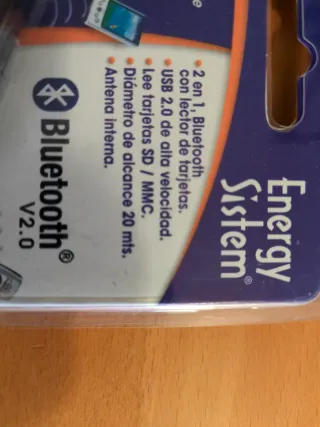 Energy
Sistem®
• 2 en 1, Bluetooth
con lector de tarjetas.
• USB 2.0 de alta velocidad.
• Lee tarjetas SD / MMC.
• Diámetro de alcance 20 mts.
• Antena interna.
Bluetooth®
V2.0